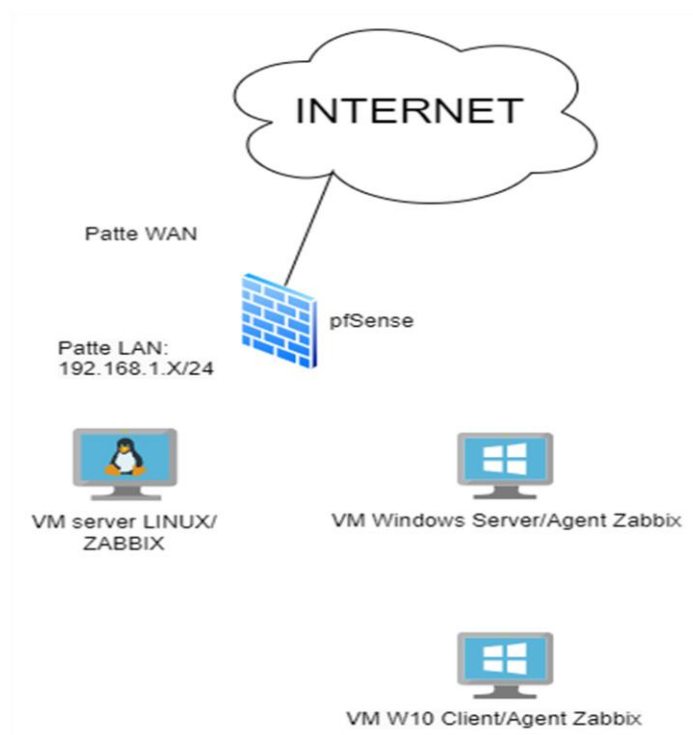 INTERNET
Patte WAN
pfSense
Patte LAN:
192.168.1.X/24
VM server LINUX/
ZABBIX
VM Windows Server/Agent Zabbix
VM W10 Client/Agent Zabbix